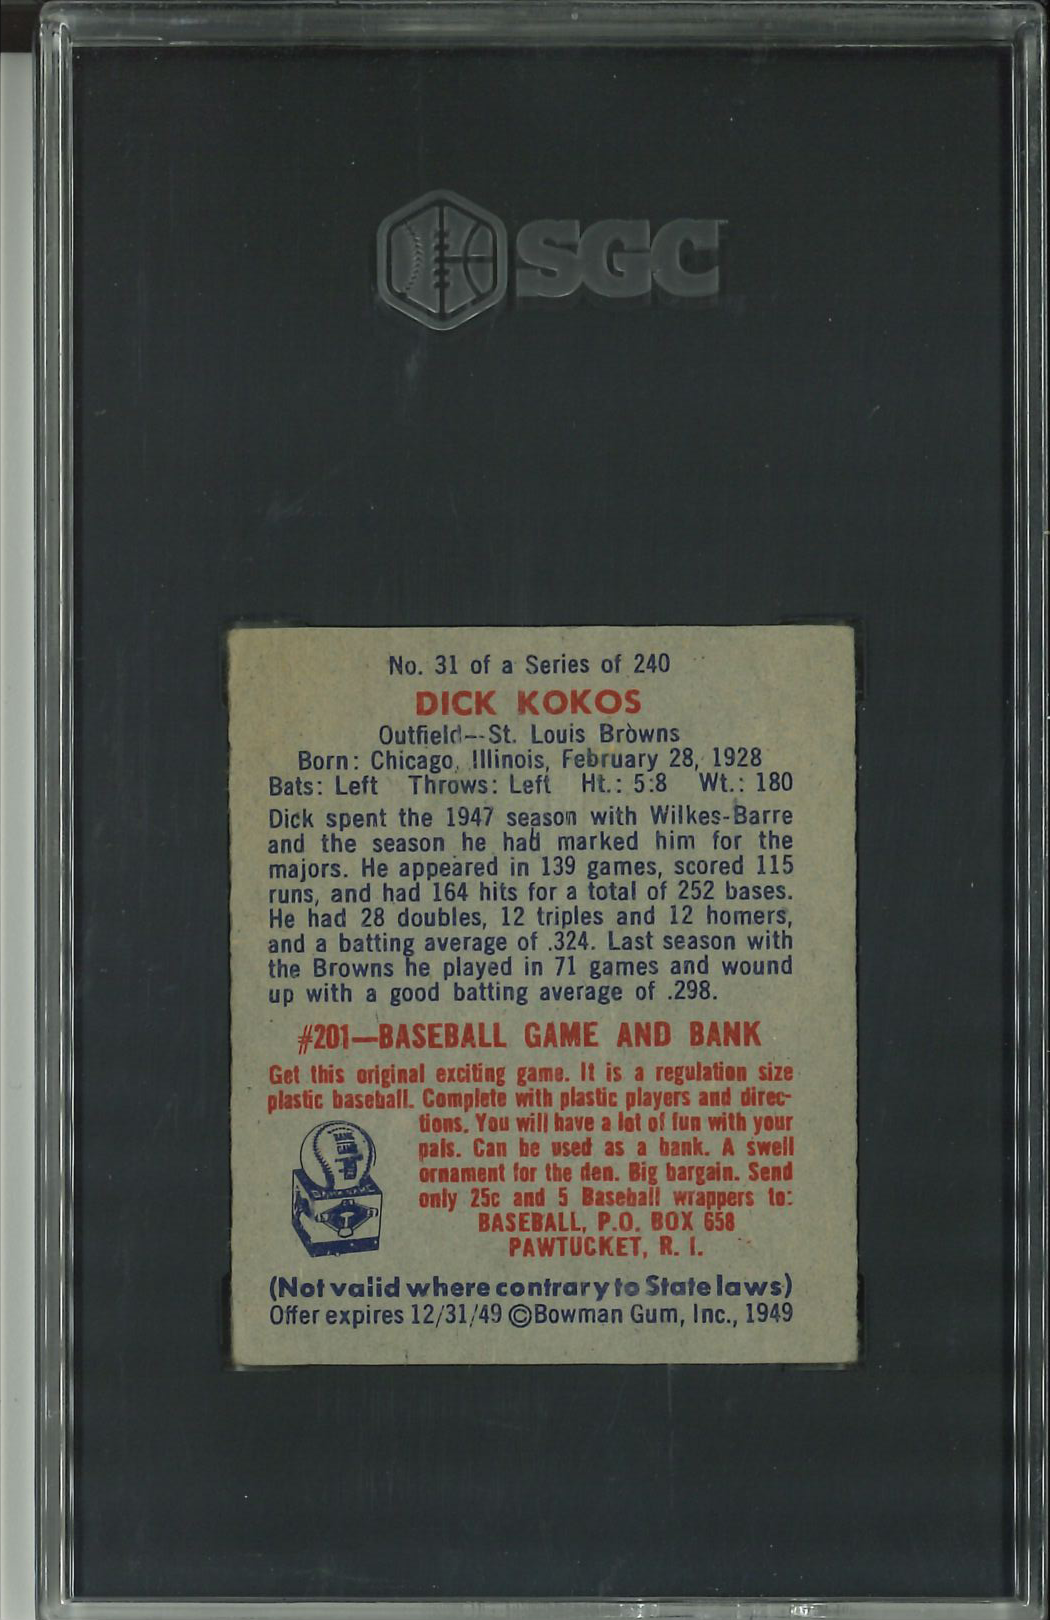 SGC
No. 31 of a Series of 240
DICK KOKOS
Outfield--St. Louis Browns
Born: Chicago, Illinois, February 28, 1928
Bats: Left Throws: Left Ht.: 5:8 Wt.: 180
Dick spent the 1947 season with Wilkes-Barre
and the season he had marked him for the
majors. He appeared in 139 games, scored 115
runs, and had 164 hits for a total of 252 bases.
He had 28 doubles, 12 triples and 12 homers,
and a batting average of .324. Last season with
the Browns he played in 71 games and wound
up with a good batting average of .298.
#201—BASEBALL GAME AND BANK
Get this original exciting game. It is a regulation size
plastic baseball. Complete with plastic players and direc-
tions. You will have a lot of fun with your
pals. Can be used as a bank. A swell
ornament for the den. Big bargain. Send
only 25c and 5 Baseball wrappers to:
BASEBALL, P.O. BOX 658
PAWTUCKET, R. I.
(Not valid where contrary to State laws)
Offer expires 12/31/49 ©Bowman Gum, Inc., 1949